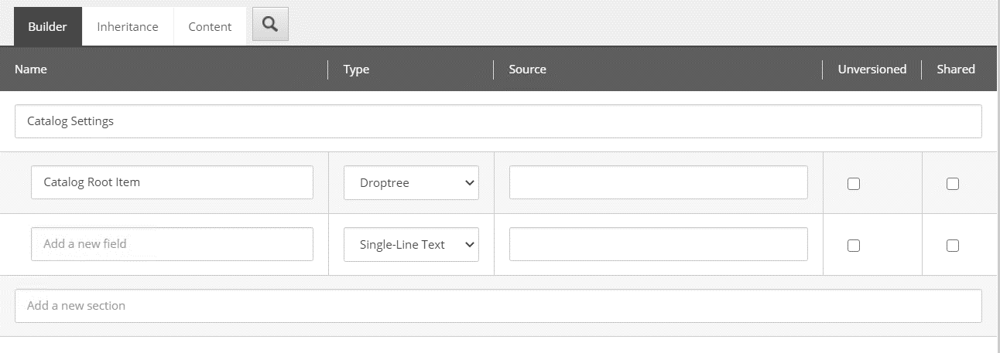 Builder Inheritance Content
Name Type Source Unversioned Shared
Catalog Settings
Catalog Root Item Droptree
Add a new field Single-Line Text
Add a new section